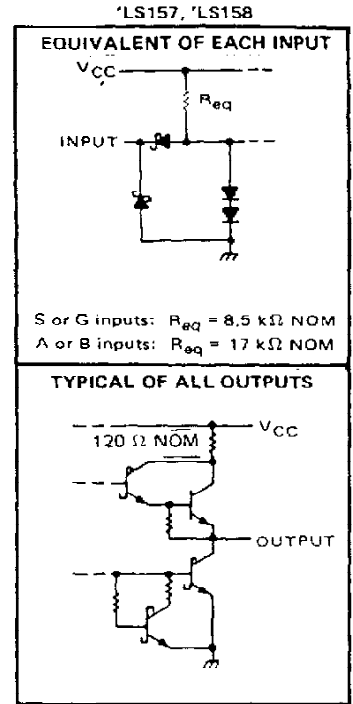 'LS157, 'LS158
EQUIVALENT OF EACH INPUT
VCC
Req
INPUT
S or G inputs: Req = 8,5 kΩ NOM
A or B inputs: Req = 17 kΩ NOM
TYPICAL OF ALL OUTPUTS
VCC
120 Ω NOM
OUTPUT